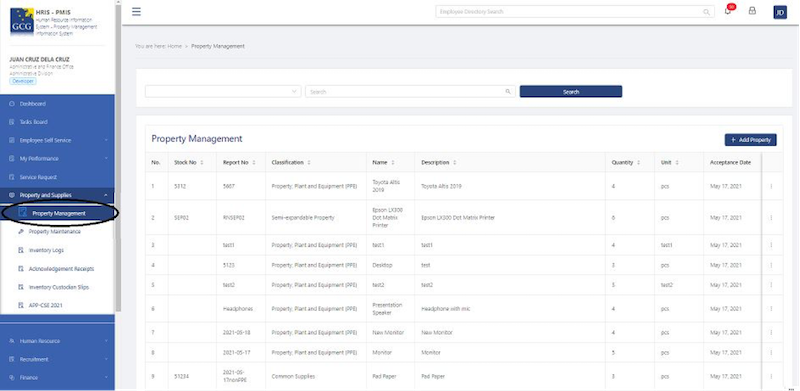 HRIS - PMIS
Human Resource Information
System - Property Management
Information System
GCG
JUAN CRUZ DELA CRUZ
Administrative and Finance Office
Administrative Division
Developer
Dashboard
Tasks Board
Employee Self Service
My Performance
Service Request
Property and Supplies
Property Management
Property Maintenance
Inventory Logs
Acknowledgement Receipts
Inventory Custodian Slips
APP-CSE 2021
Human Resource
Recruitment
Finance
Employee Directory Search
JD
You are here: Home > Property Management
Search
Search
Property Management
+ Add Property
No. Stock No Report No Classification Name Description Quantity Unit Acceptance Date
1 5312 5607 Property, Plant and Equipment (PPE) Toyota Altis 2019 Toyota Altis 2019 4 pcs May 17, 2021
2 SEP02 RNSEP02 Semi-expandable Property Epson LX300 Dot Matrix Printer Epson LX300 Dot Matrix Printer 6 pcs May 17, 2021
3 test1 Property, Plant and Equipment (PPE) test1 test1 4 test1 May 17, 2021
4 5123 Property, Plant and Equipment (PPE) Desktop test 3 pcs May 17, 2021
5 test2 Property, Plant and Equipment (PPE) test2 test2 3 test2 May 17, 2021
6 Headphones Property, Plant and Equipment (PPE) Presentation Speaker Headphone with mic 4 pcs May 17, 2021
7 2021-05-18 Property, Plant and Equipment (PPE) New Monitor New Monitor 4 pcs May 17, 2021
8 2021-05-17 Property, Plant and Equipment (PPE) Monitor Monitor 5 pcs May 17, 2021
9 51234 2021-05-17nonPPE Common Supplies Pad Paper Pad Paper 3 pcs May 17, 2021